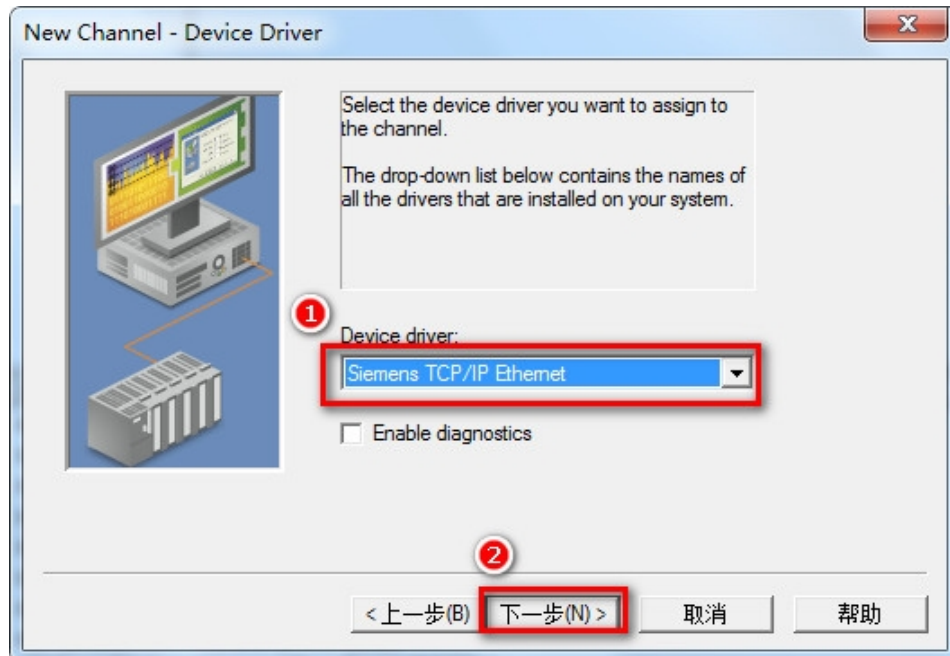 New Channel - Device Driver
Select the device driver you want to assign to
the channel.
The drop-down list below contains the names of
all the drivers that are installed on your system.
1
Device driver:
Siemens TCP/IP Ethernet
Enable diagnostics
2
<上一步(B) 下一步(N) > 取消 帮助